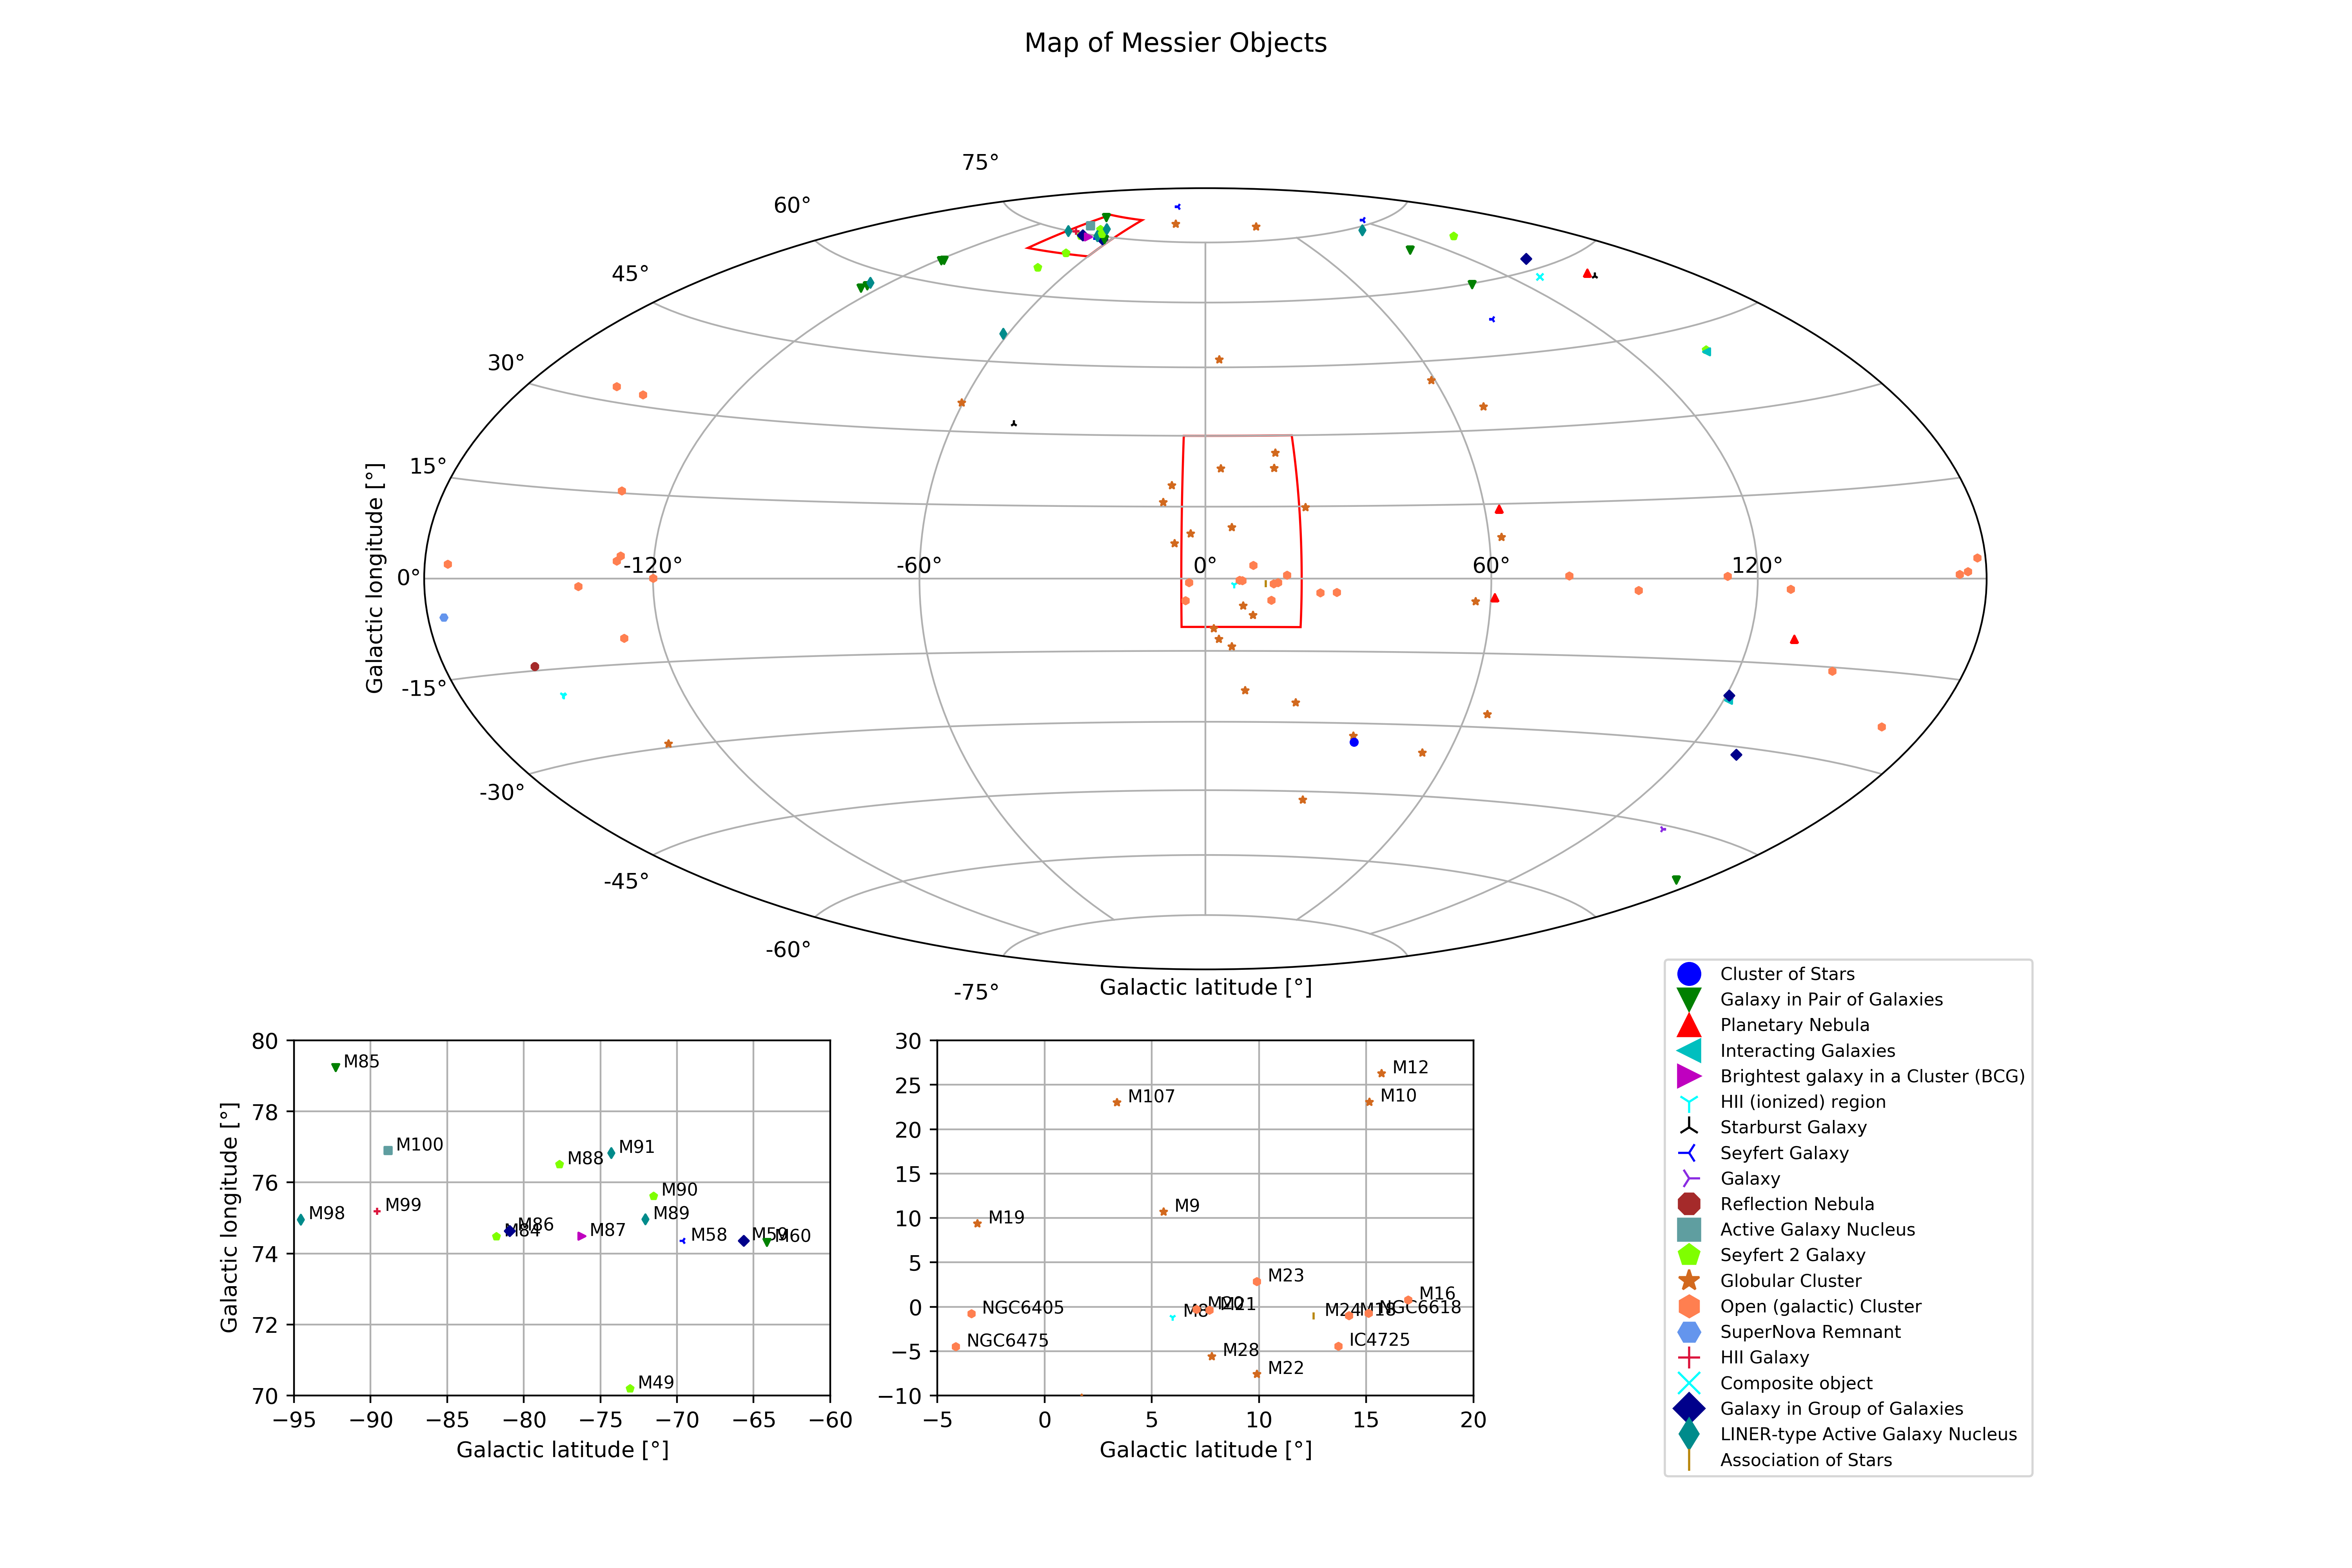 Map of Messier Objects
75°
60°
45°
30°
15°
0°
-15°
-30°
-45°
-60°
-75°
-120°
-60°
0°
60°
120°
Galactic longitude [°]
Galactic latitude [°]
80
78
76
74
72
70
−95
−90
−85
−80
−75
−70
−65
−60
Galactic longitude [°]
Galactic latitude [°]
M85
M100
M91
M88
M90
M99
M98
M89
M86
M84
M87
M58
M59
M60
M49
30
25
20
15
10
5
0
−5
−10
−5
0
5
10
15
20
Galactic latitude [°]
M12
M107
M10
M9
M19
M23
M16
NGC6405
M8
M20
M21
M24
M18
NGC6618
NGC6475
IC4725
M28
M22
Cluster of Stars
Galaxy in Pair of Galaxies
Planetary Nebula
Interacting Galaxies
Brightest galaxy in a Cluster (BCG)
HII (ionized) region
Starburst Galaxy
Seyfert Galaxy
Galaxy
Reflection Nebula
Active Galaxy Nucleus
Seyfert 2 Galaxy
Globular Cluster
Open (galactic) Cluster
SuperNova Remnant
HII Galaxy
Composite object
Galaxy in Group of Galaxies
LINER-type Active Galaxy Nucleus
Association of Stars